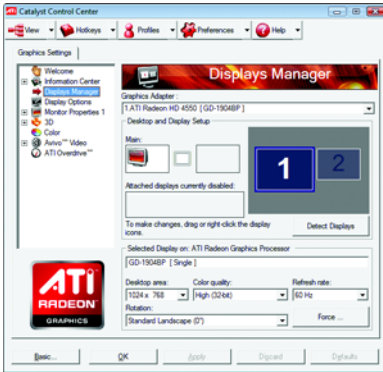 Catalyst Control Center
View Hotkeys Profiles Preferences Help
Graphics Settings
Welcome
Information Center
Displays Manager
Display Options
Monitor Properties 1
3D
Color
Avivo™ Video
ATI Overdrive™
Displays Manager
Graphics Adapter :
1.ATI Radeon HD 4550 [ GD-1904BP ]
Desktop and Display Setup
Main:
1
2
Attached displays currently disabled:
To make changes, drag or right-click the display
icons.
Detect Displays
Selected Display on: ATI Radeon Graphics Processor
GD-1904BP [ Single ]
Desktop area: Color quality: Refresh rate:
1024 x 768 High (32-bit) 60 Hz
Rotation:
Standard Landscape (0°)
Force ...
ATI
RADEON
GRAPHICS
Basic... OK Apply Discard Defaults